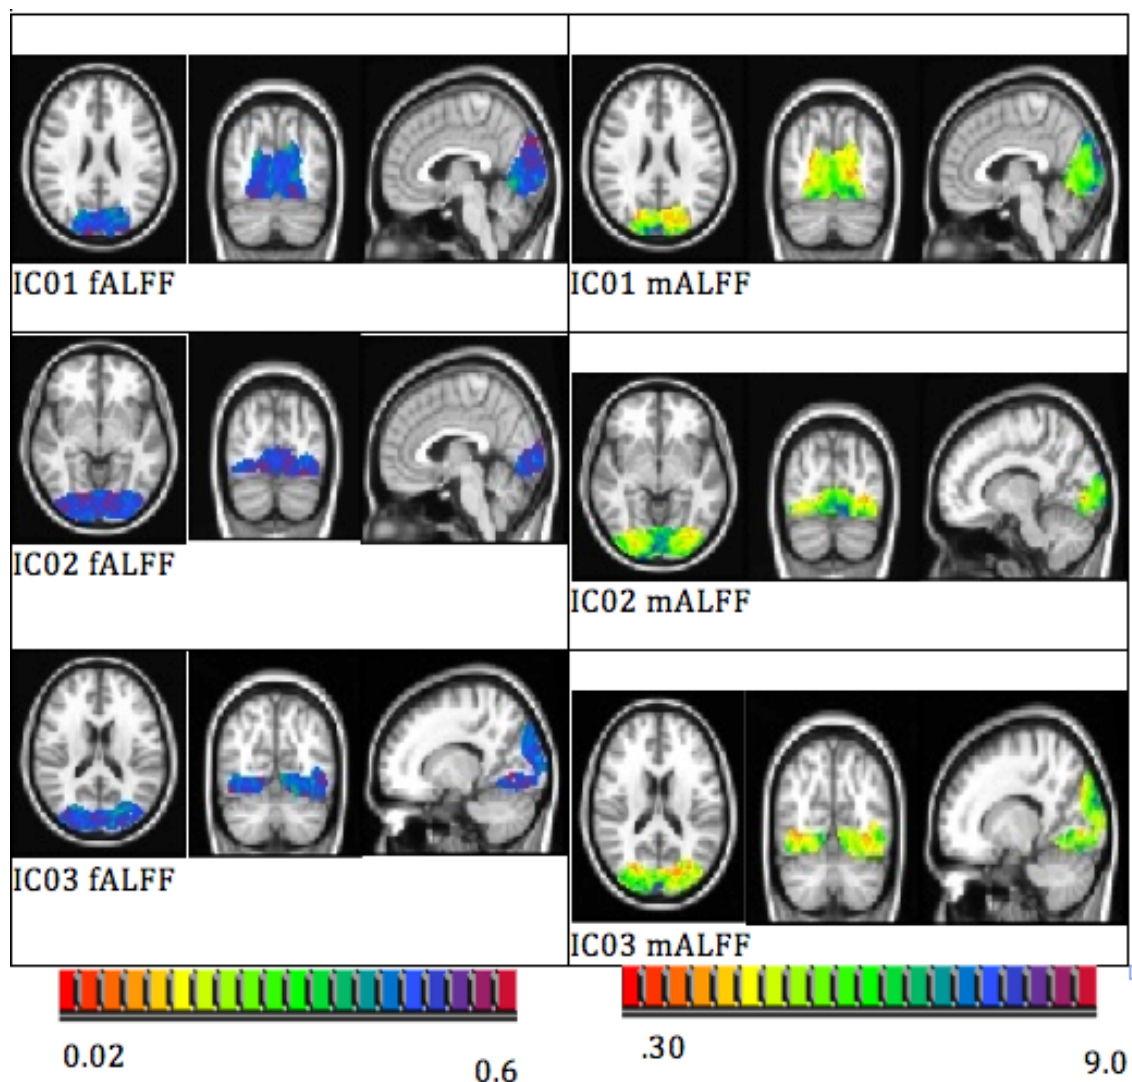 IC01 fALFF
IC01 mALFF
IC02 fALFF
IC02 mALFF
IC03 fALFF
IC03 mALFF
0.02
0.6
.30
9.0